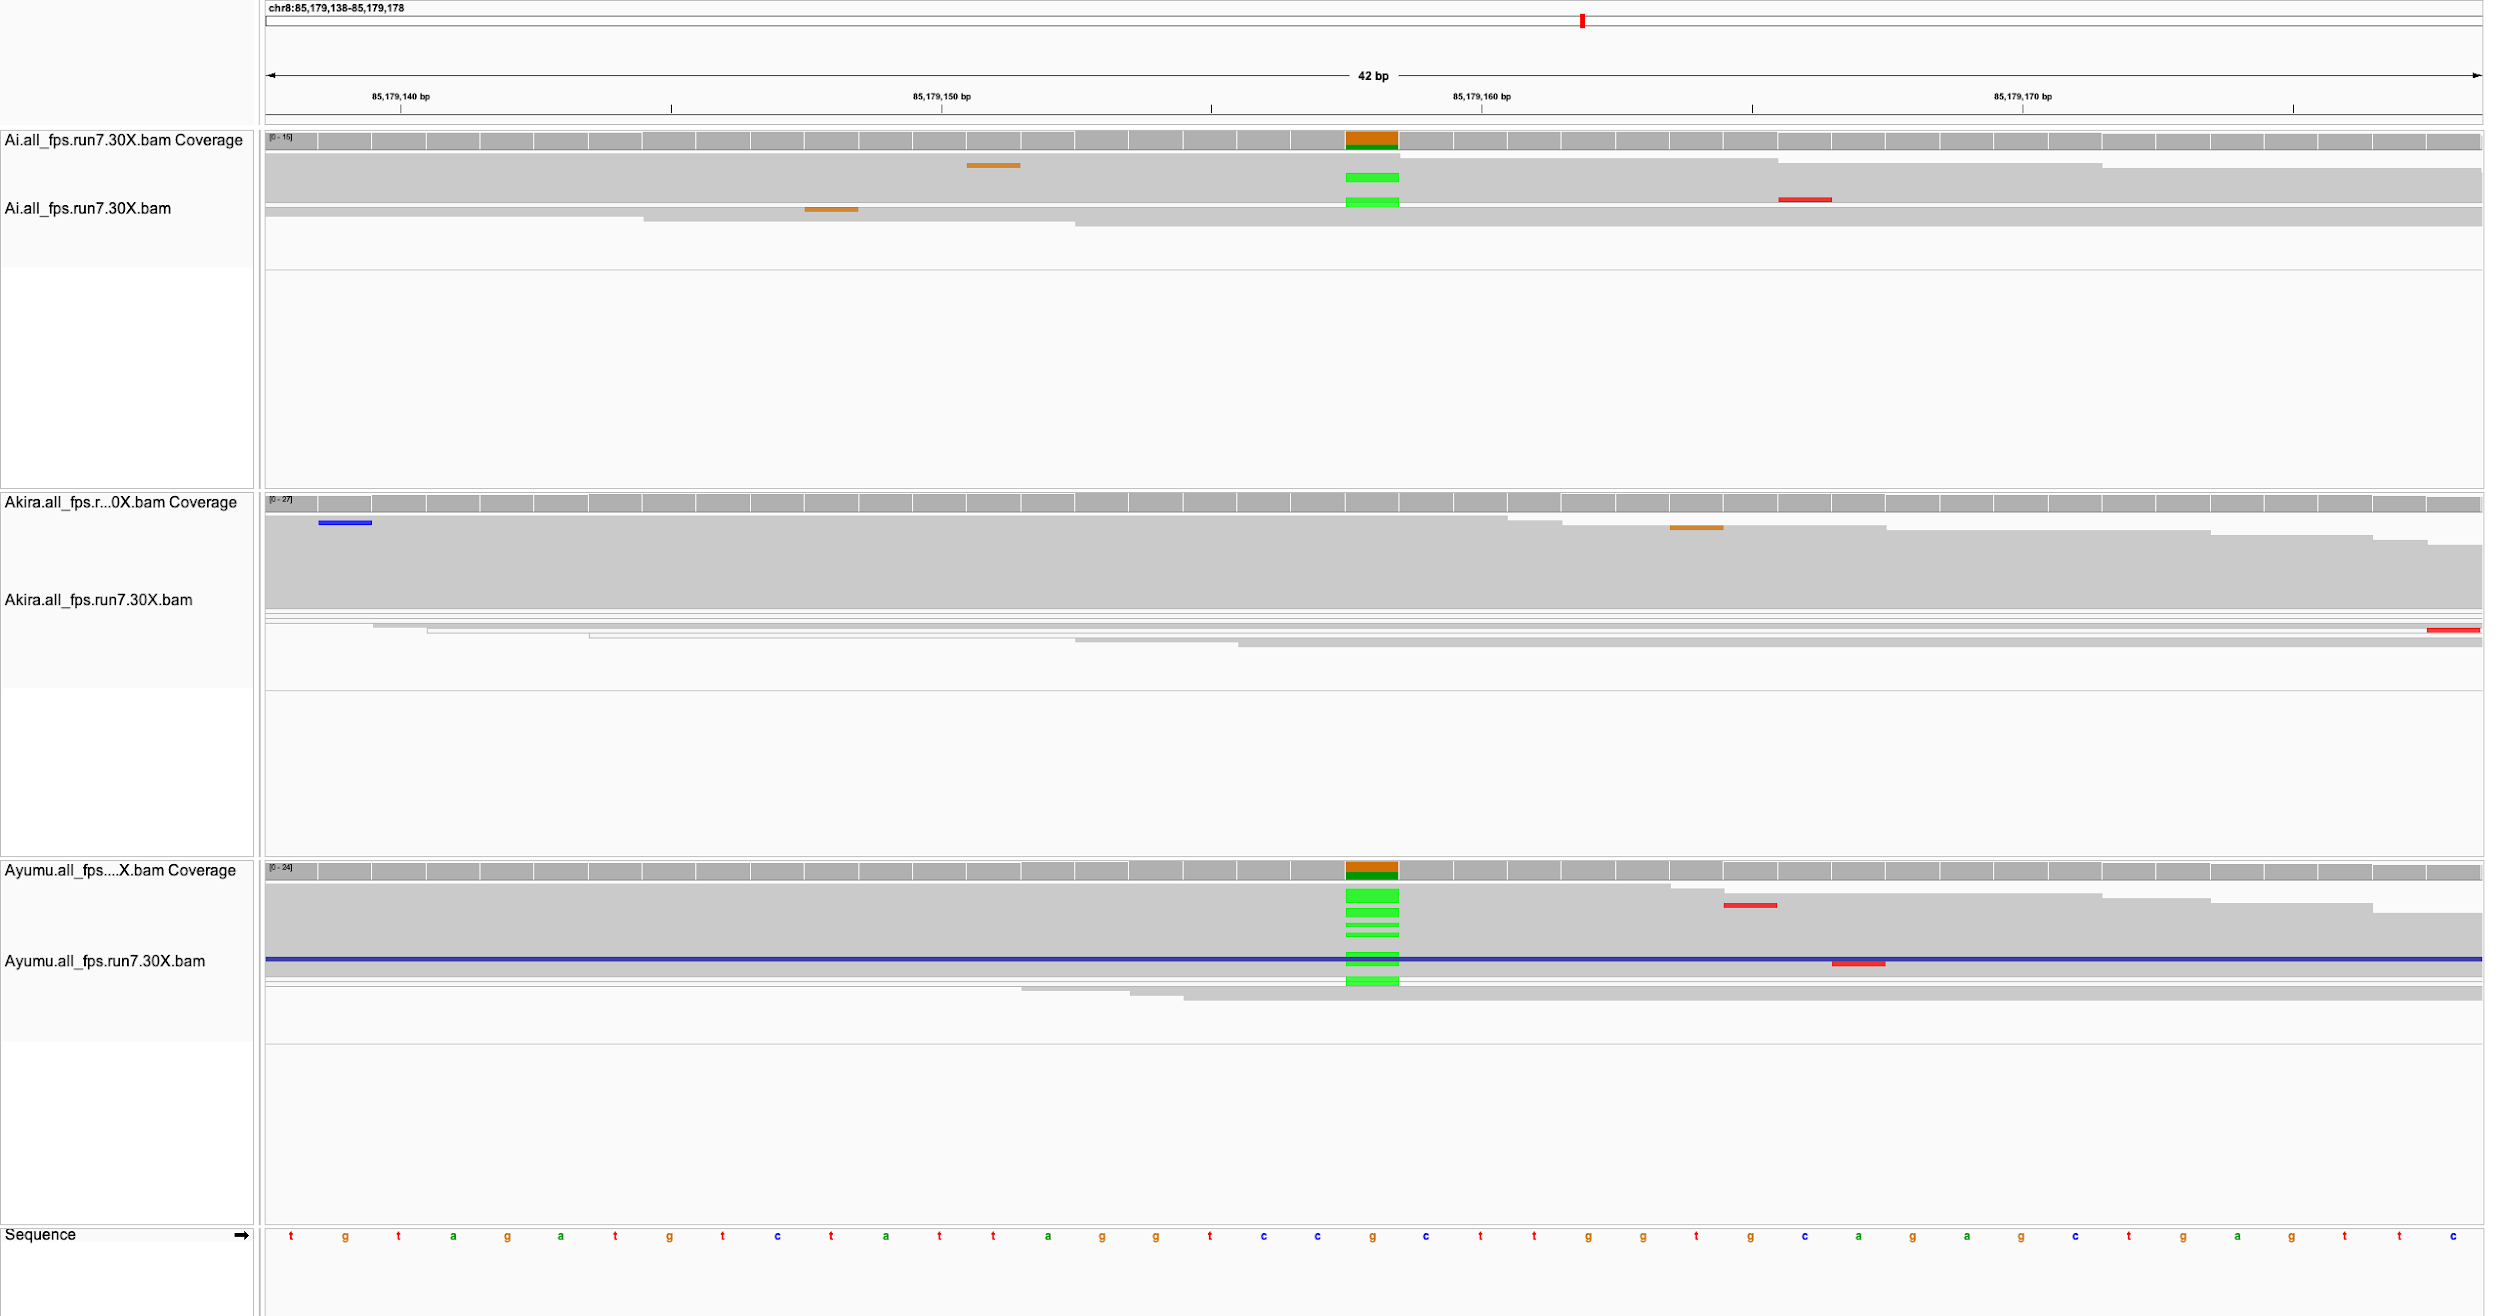 chr8:85,179,138-85,179,178
42 bp
85,179,140 bp 85,179,150 bp 85,179,160 bp 85,179,170 bp
Ai.all_fps.run7.30X.bam Coverage
[0 - 15]
Ai.all_fps.run7.30X.bam
Akira.all_fps.r...0X.bam Coverage
[0 - 27]
Akira.all_fps.run7.30X.bam
Ayumu.all_fps....X.bam Coverage
[0 - 24]
Ayumu.all_fps.run7.30X.bam
Sequence t g t a g a t g t c t a t t a g g t c c g c t t g g t g c a g a g c t g a g t t c